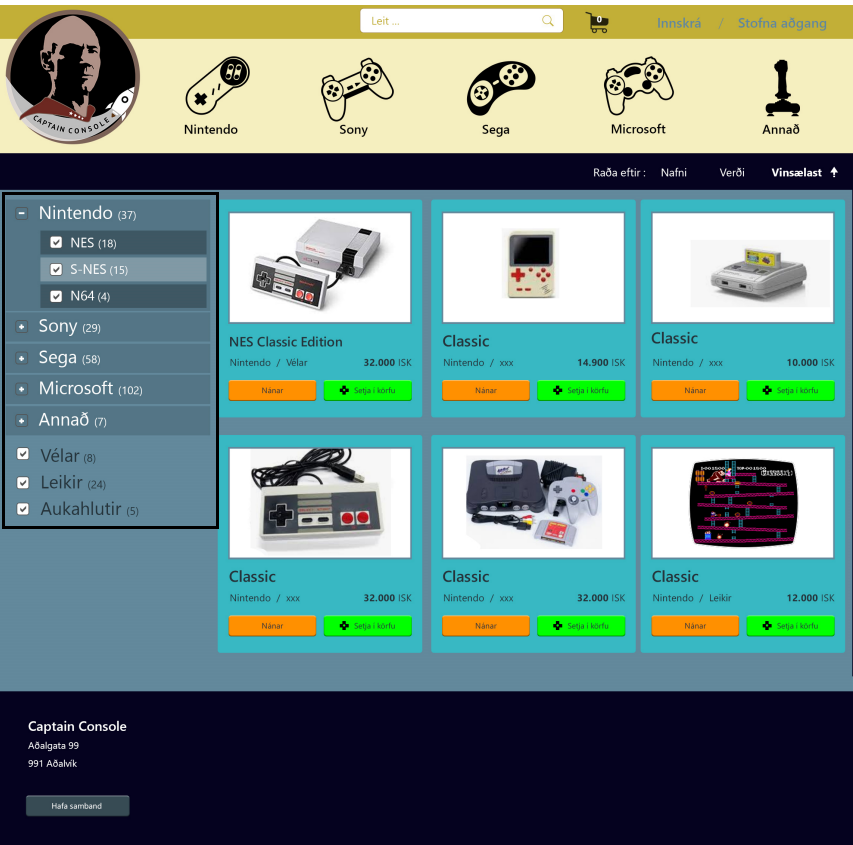 Leit ...
0
Innskrá / Stofna aðgang
CAPTAIN CONSOLE
Nintendo
Sony
Sega
Microsoft
Annað
Raða eftir : Nafni Verði Vinsælast
Nintendo (37)
NES (18)
S-NES (15)
N64 (4)
Sony (29)
Sega (58)
Microsoft (102)
Annað (7)
Vélar (8)
Leikir (24)
Aukahlutir (5)
NES Classic Edition
Nintendo / Vélar 32.000 ISK
Nánar Setja í körfu
Classic
Nintendo / xxx 14.900 ISK
Nánar Setja í körfu
Classic
Nintendo / xxx 10.000 ISK
Nánar Setja í körfu
Classic
Nintendo / xxx 32.000 ISK
Nánar Setja í körfu
Classic
Nintendo / xxx 32.000 ISK
Nánar Setja í körfu
Classic
Nintendo / Leikir 12.000 ISK
Nánar Setja í körfu
Captain Console
Aðalgata 99
991 Aðalvík
Hafa samband